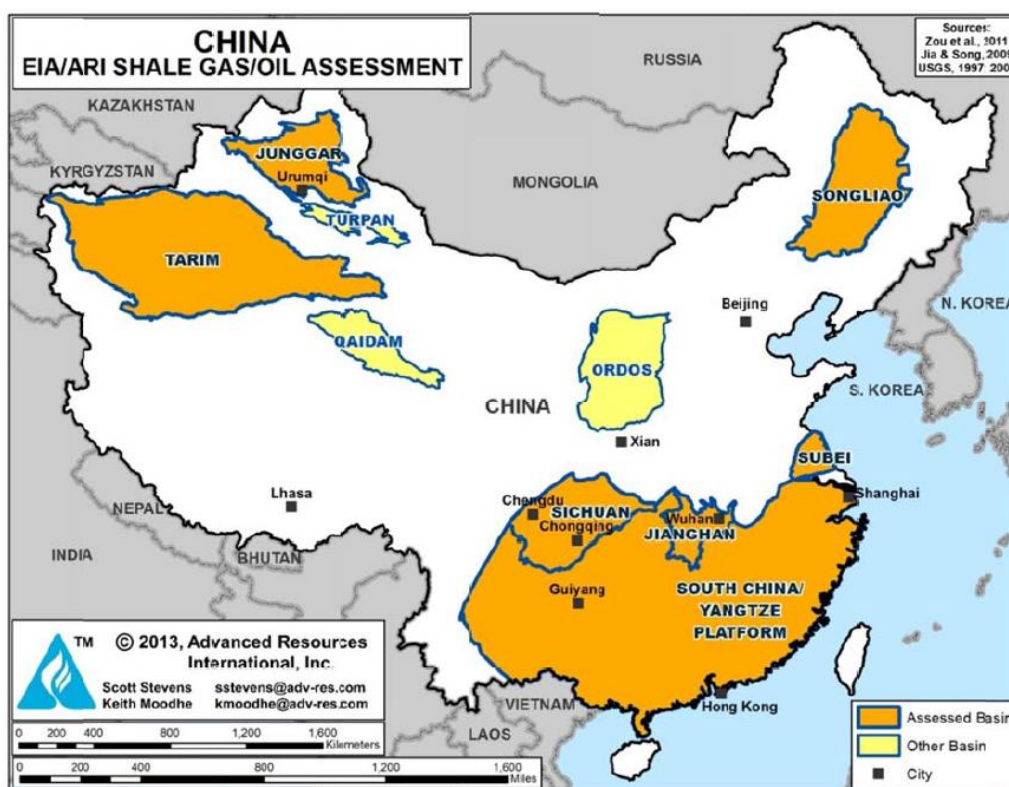 CHINA
EIA/ARI SHALE GAS/OIL ASSESSMENT
Sources:
Zou et al., 2011
Jia & Song, 2009
USGS, 1997
RUSSIA
KAZAKHSTAN
KYRGYZSTAN
MONGOLIA
JUNGGAR
Urumqi
TURPAN
TARIM
SONGLIAO
Beijing
N. KOREA
QAIDAM
ORDOS
S. KOREA
CHINA
Xian
SUBEI
Shanghai
Lhasa
Chengdu
SICHUAN
Chongqing
Wuhan
JIANGHAN
NEPAL
INDIA
BHUTAN
Guiyang
SOUTH CHINA/
YANGTZE
PLATFORM
Hong Kong
VIETNAM
LAOS
TM
© 2013, Advanced Resources
International, Inc.
Scott Stevens sstevens@adv-res.com
Keith Moodhe kmoodhe@adv-res.com
0 200 400 800 1,200 1,600
Kilometers
0 200 400 800 1,200 1,600
Miles
Assessed Basin
Other Basin
City